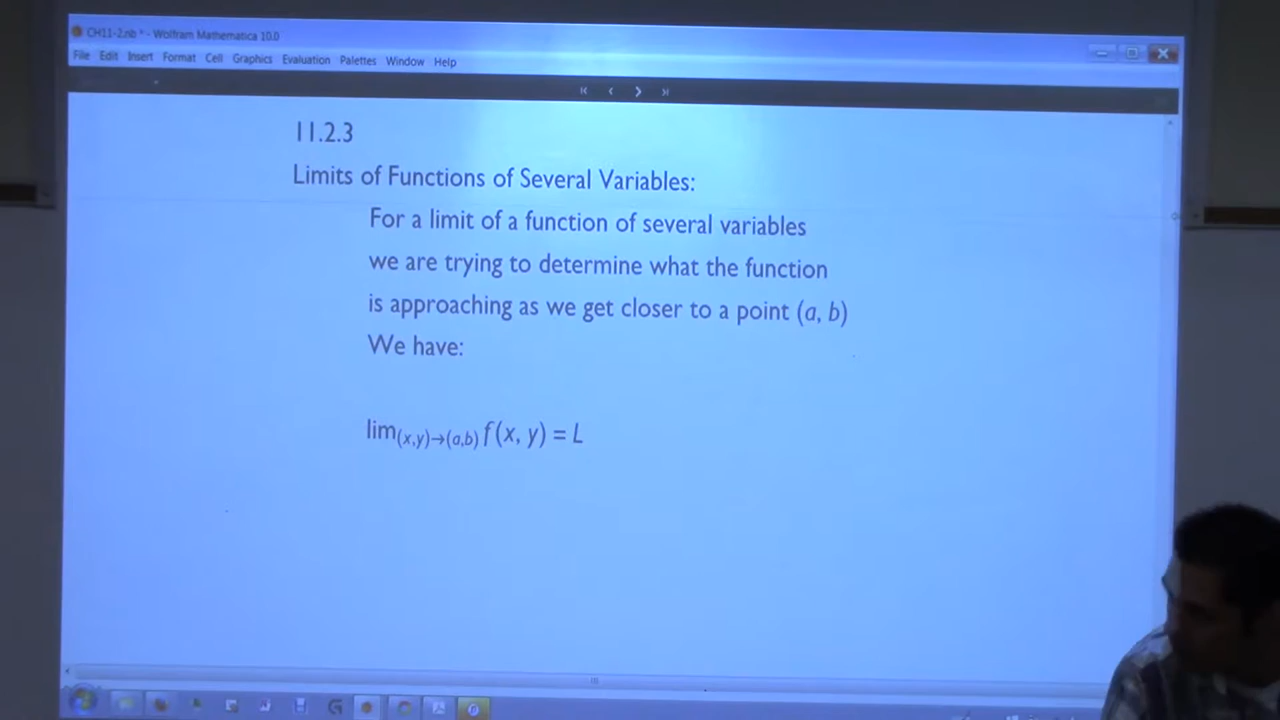 CH11-2.nb * - Wolfram Mathematica 10.0
File Edit Insert Format Cell Graphics Evaluation Palettes Window Help
11.2.3
Limits of Functions of Several Variables:
For a limit of a function of several variables
we are trying to determine what the function
is approaching as we get closer to a point (a, b)
We have:
lim(x,y)→(a,b) f(x, y) = L